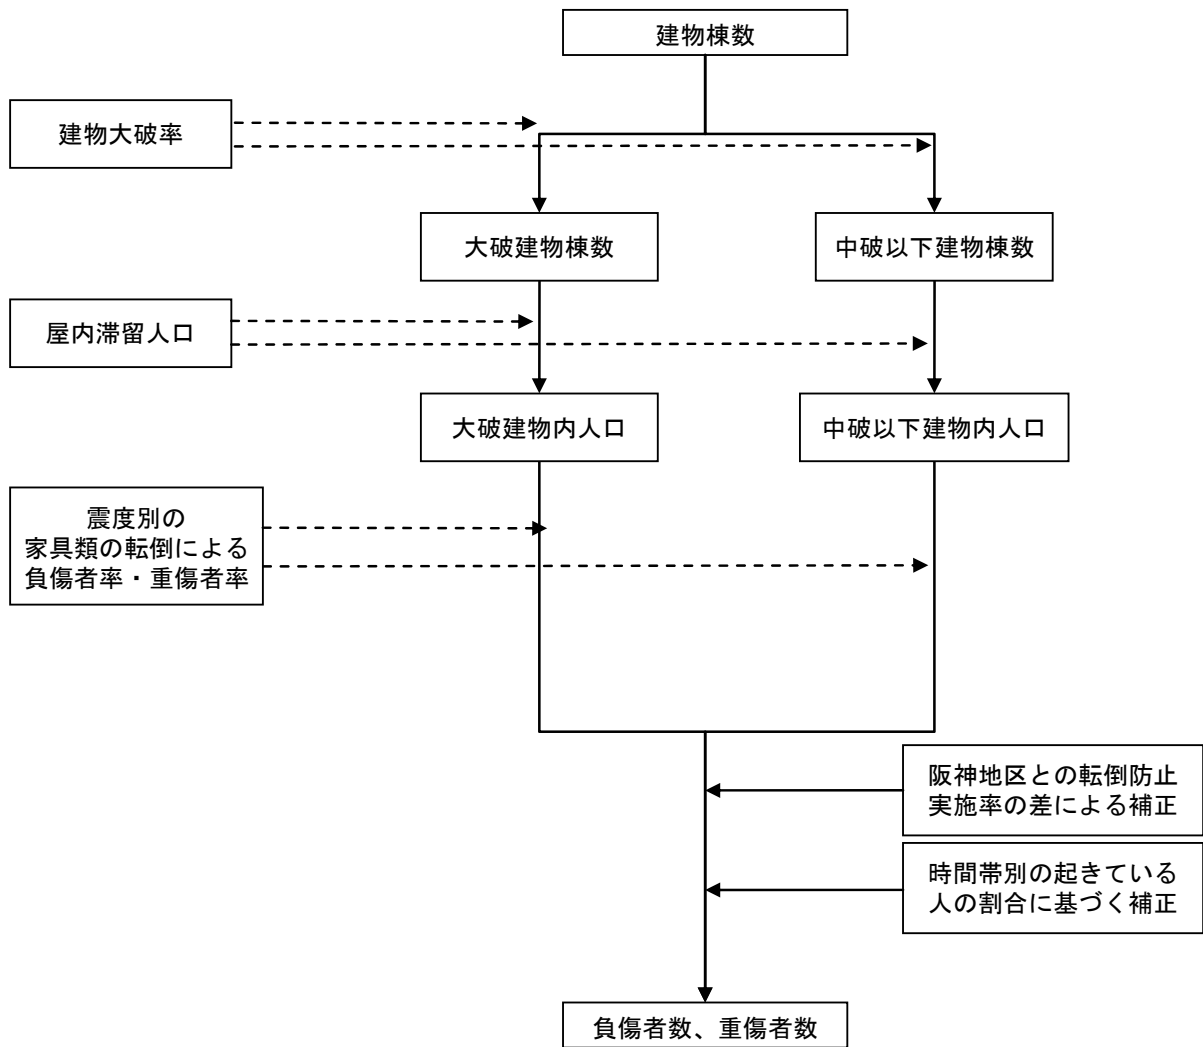 建物棟数
建物大破率
大破建物棟数
中破以下建物棟数
屋内滞留人口
大破建物内人口
中破以下建物内人口
震度別の
家具類の転倒による
負傷者率・重傷者率
阪神地区との転倒防止
実施率の差による補正
時間帯別の起きている
人の割合に基づく補正
負傷者数、重傷者数